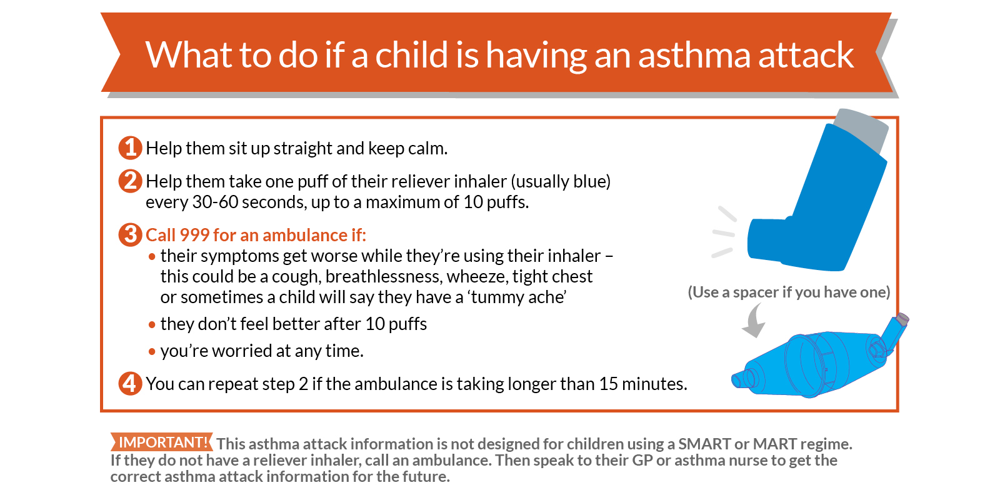 What to do if a child is having an asthma attack
1 Help them sit up straight and keep calm.
2 Help them take one puff of their reliever inhaler (usually blue)
every 30-60 seconds, up to a maximum of 10 puffs.
3 Call 999 for an ambulance if:
• their symptoms get worse while they’re using their inhaler –
this could be a cough, breathlessness, wheeze, tight chest
or sometimes a child will say they have a ‘tummy ache’
• they don’t feel better after 10 puffs
• you’re worried at any time.
4 You can repeat step 2 if the ambulance is taking longer than 15 minutes.
(Use a spacer if you have one)
IMPORTANT! This asthma attack information is not designed for children using a SMART or MART regime.
If they do not have a reliever inhaler, call an ambulance. Then speak to their GP or asthma nurse to get the
correct asthma attack information for the future.